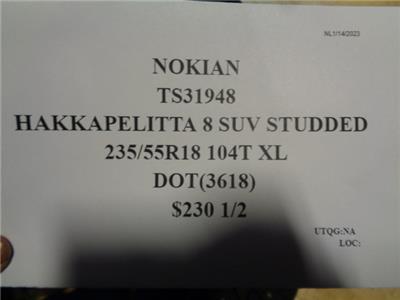 NL1/14/2023
NOKIAN
TS31948
HAKKAPELITTA 8 SUV STUDDED
235/55R18 104T XL
DOT(3618)
$230 1/2
UTQG:NA
LOC: